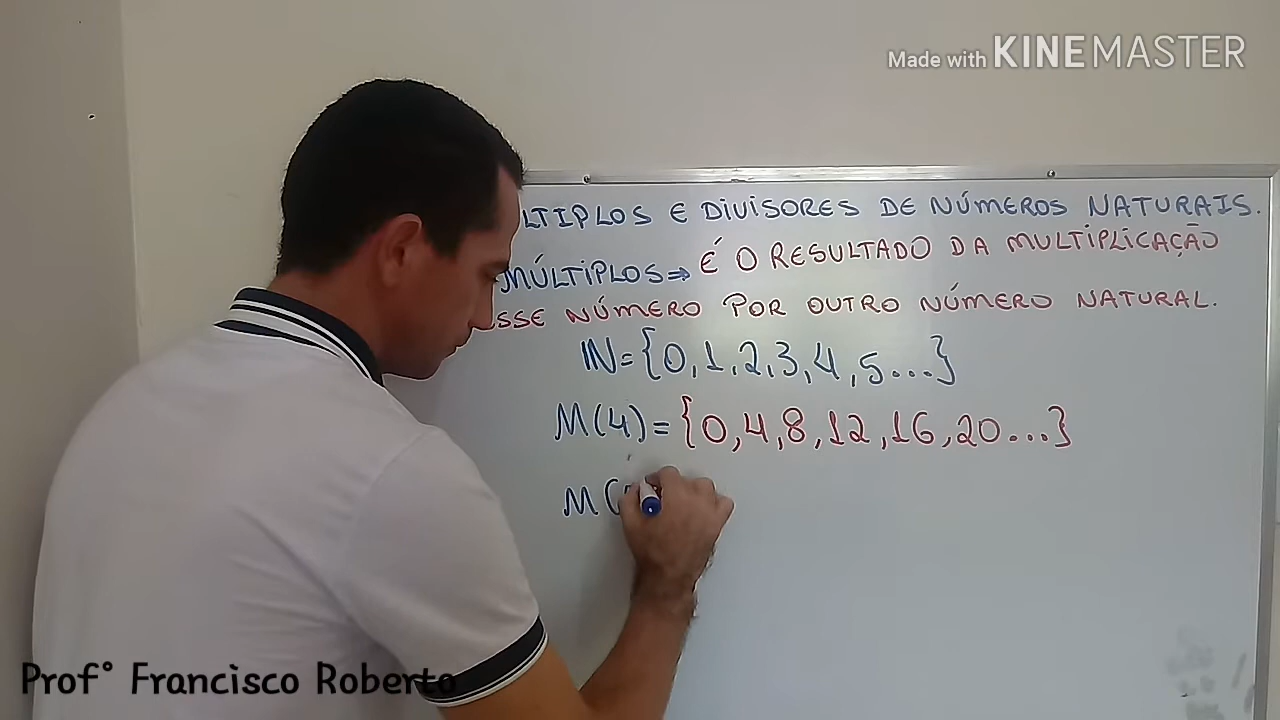 Made with KINEMASTER
LTIPLOS E DIVISORES DE NÚMEROS NATURAIS.
MÚLTIPLOS⇒ É O RESULTADO DA MULTIPLICAÇÃO
SSE NÚMERO POR OUTRO NÚMERO NATURAL.
IN={0,1,2,3,4,5...}
M(4)={0,4,8,12,16,20...}
M(
Prof° Francisco Roberto